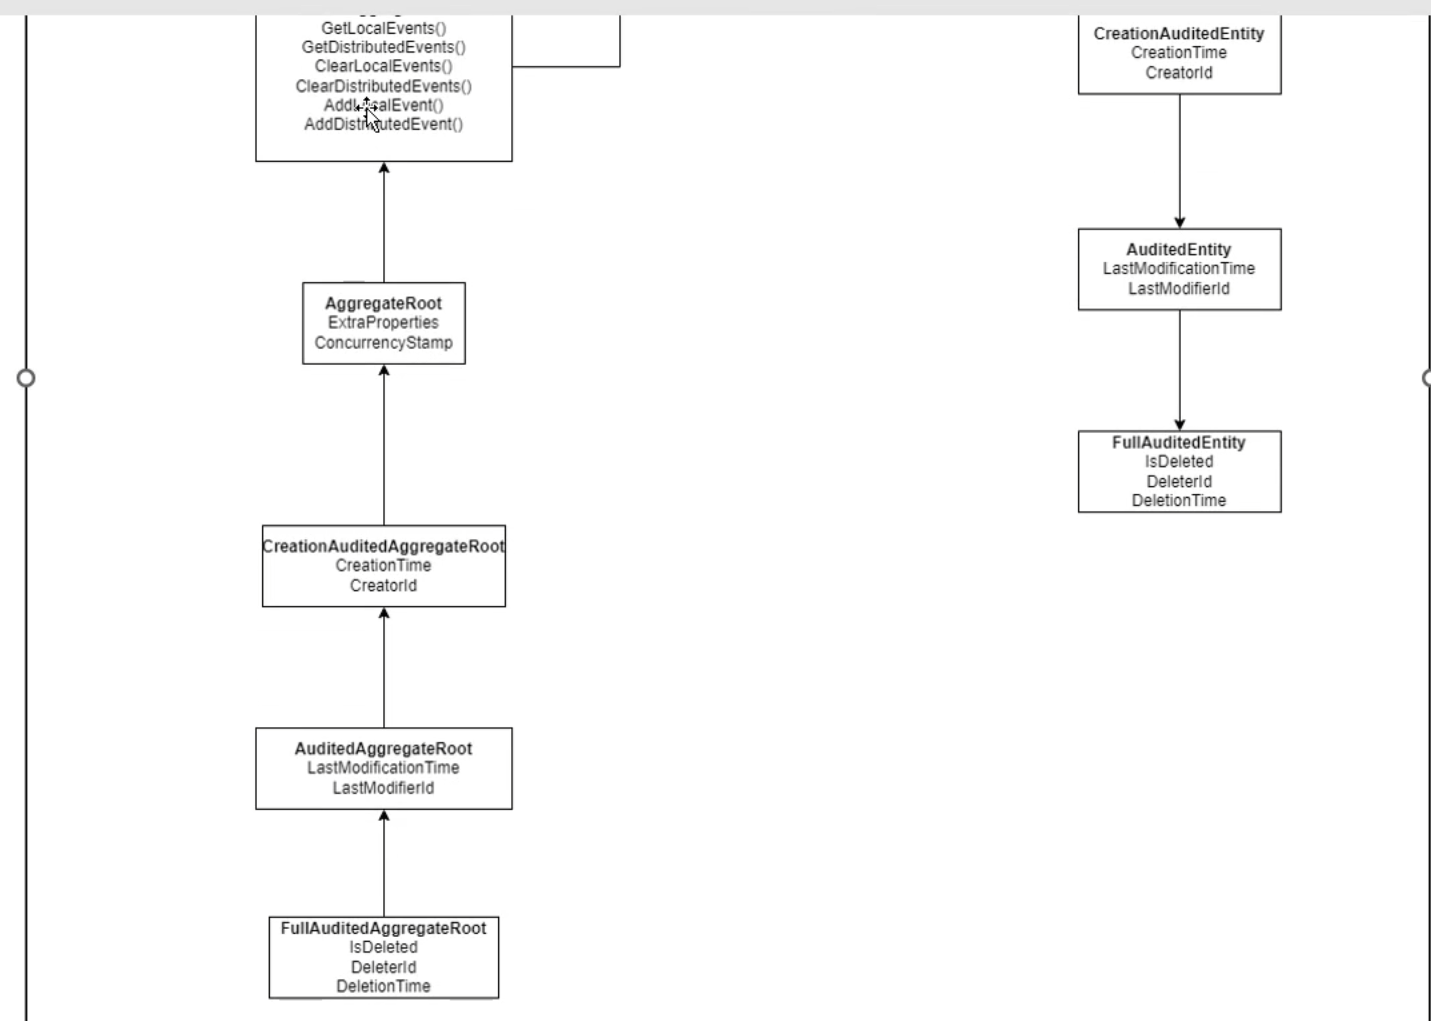 GetLocalEvents()
GetDistributedEvents()
ClearLocalEvents()
ClearDistributedEvents()
AddLocalEvent()
AddDistributedEvent()
AggregateRoot
ExtraProperties
ConcurrencyStamp
CreationAuditedAggregateRoot
CreationTime
CreatorId
AuditedAggregateRoot
LastModificationTime
LastModifierId
FullAuditedAggregateRoot
IsDeleted
DeleterId
DeletionTime
CreationAuditedEntity
CreationTime
CreatorId
AuditedEntity
LastModificationTime
LastModifierId
FullAuditedEntity
IsDeleted
DeleterId
DeletionTime